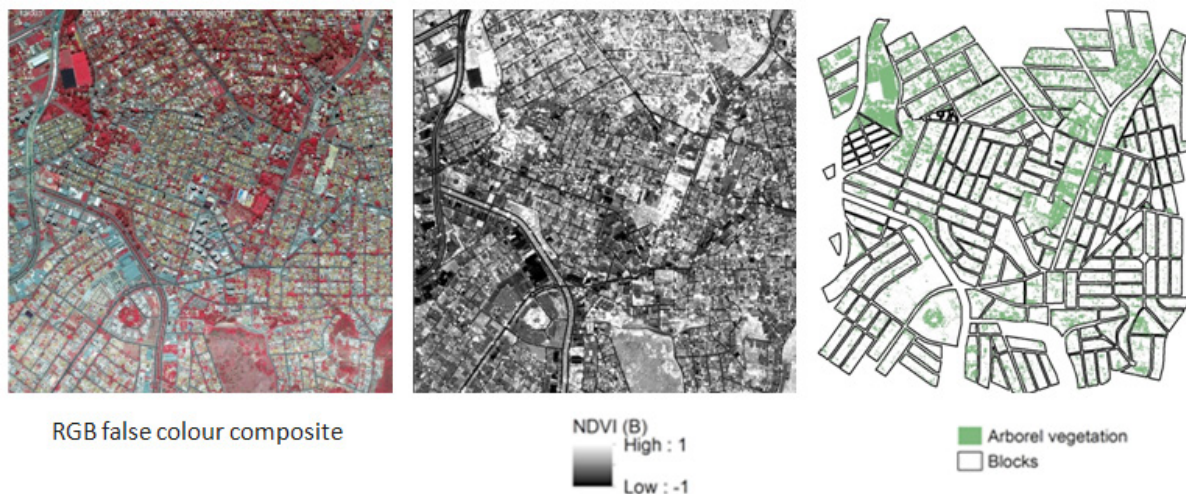 RGB false colour composite
NDVI (B)
High : 1
Low : -1
Arborel vegetation
Blocks